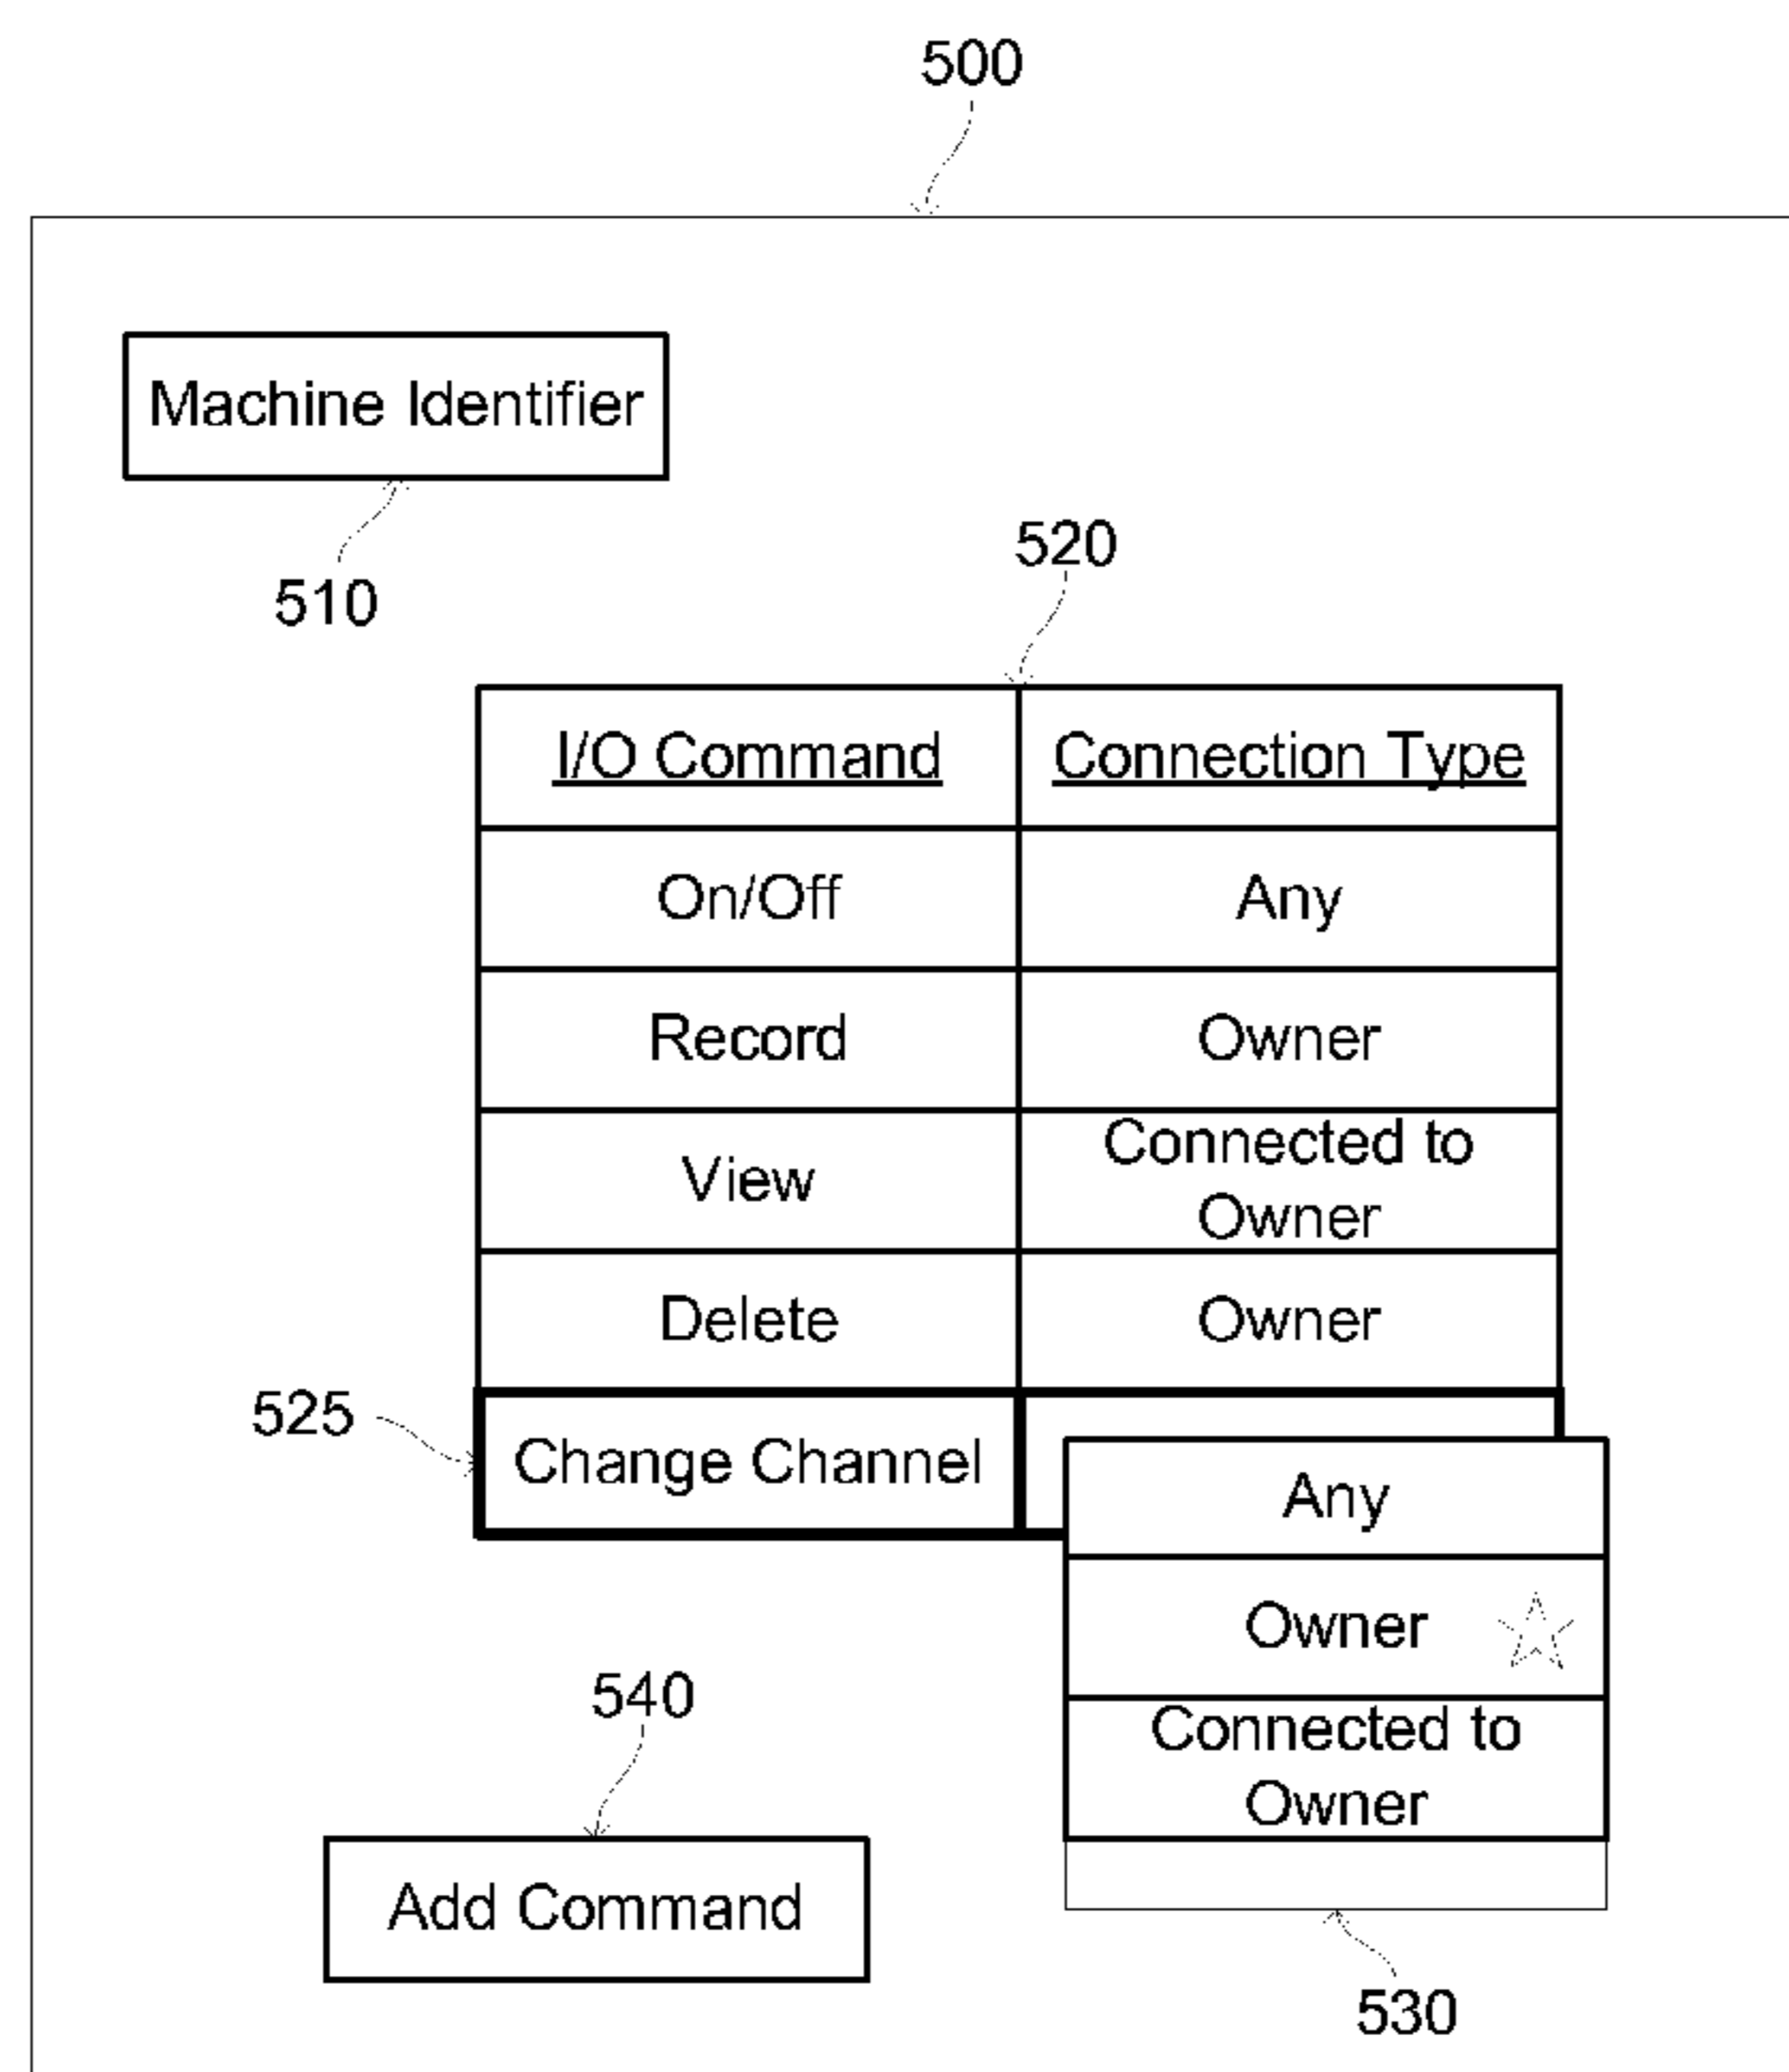 500
Machine Identifier
510
520
I/O Command Connection Type
On/Off Any
Record Owner
View Connected to
Owner
Delete Owner
525
Change Channel
Any
Owner
Connected to
Owner
540
Add Command
530